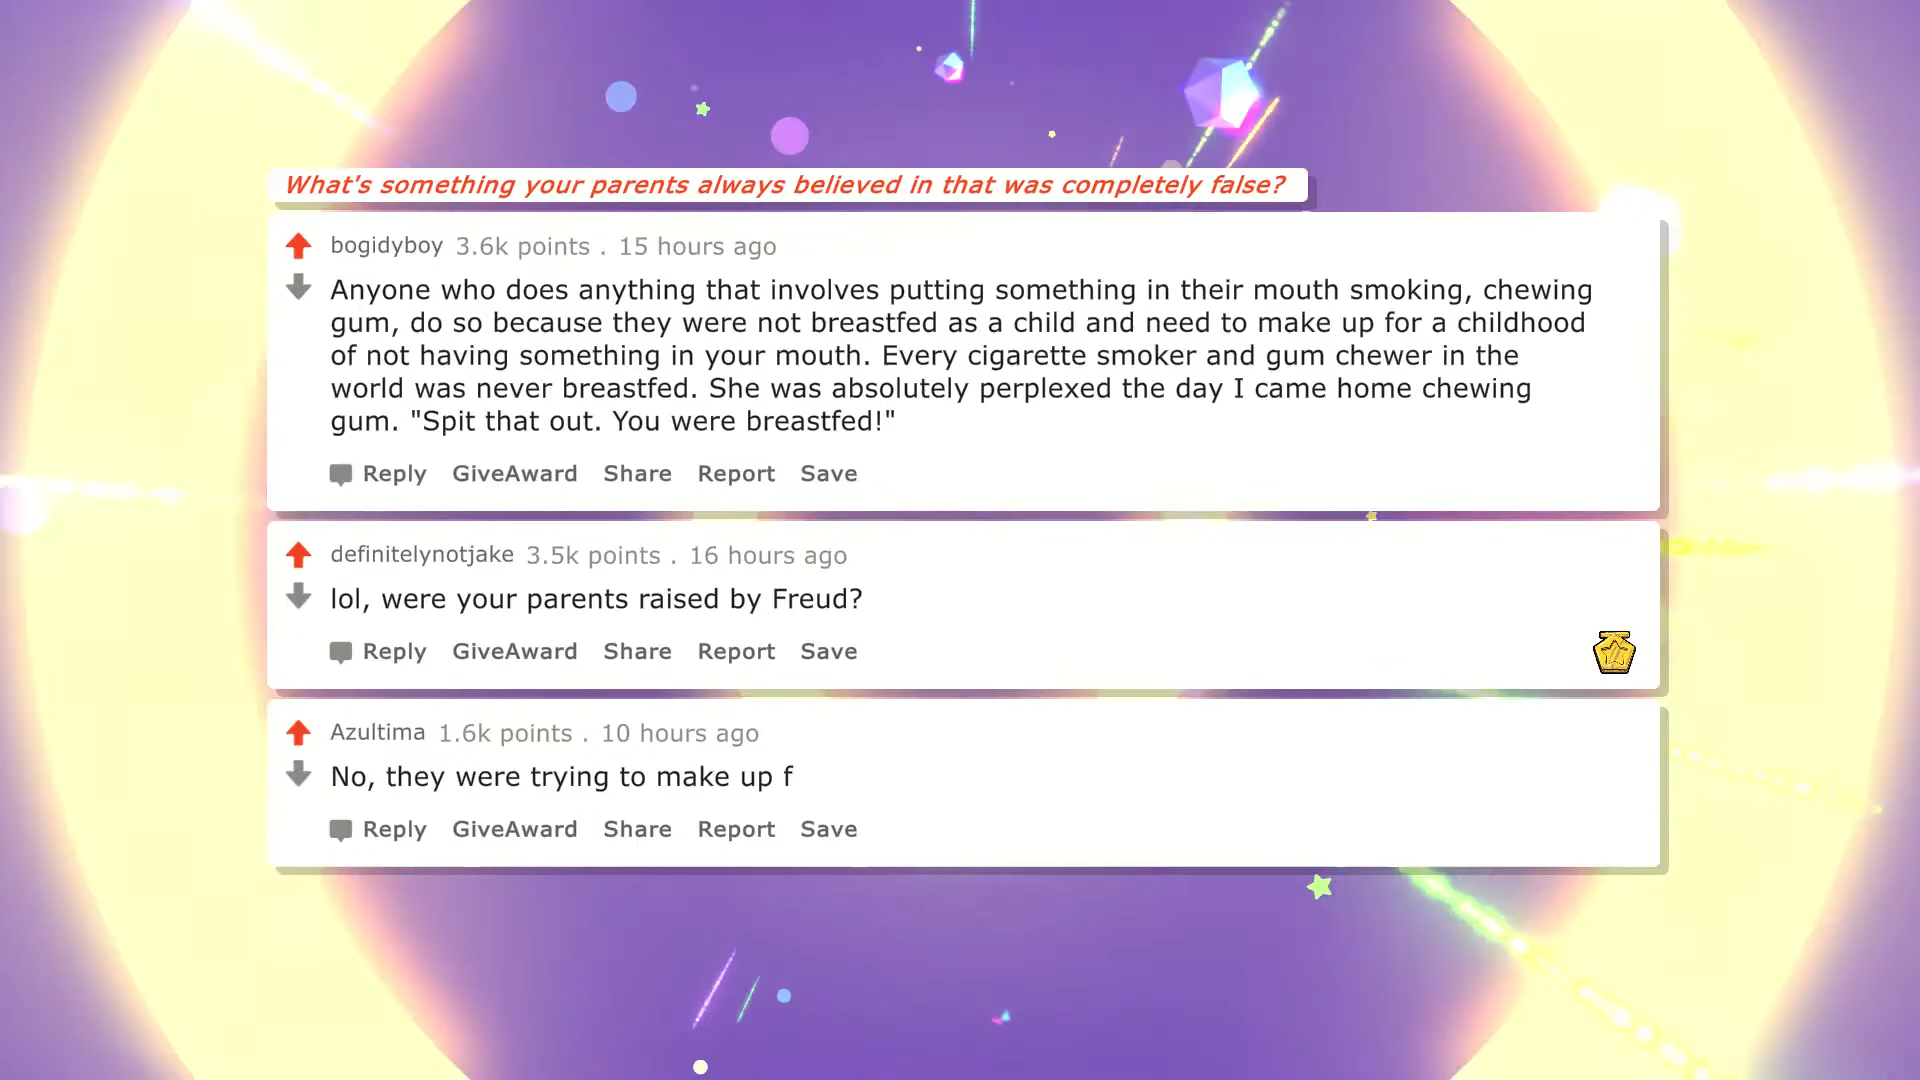 What's something your parents always believed in that was completely false?
bogidyboy 3.6k points . 15 hours ago
Anyone who does anything that involves putting something in their mouth smoking, chewing
gum, do so because they were not breastfed as a child and need to make up for a childhood
of not having something in your mouth. Every cigarette smoker and gum chewer in the
world was never breastfed. She was absolutely perplexed the day I came home chewing
gum. "Spit that out. You were breastfed!"
Reply GiveAward Share Report Save
definitelynotjake 3.5k points . 16 hours ago
lol, were your parents raised by Freud?
Reply GiveAward Share Report Save
Azultima 1.6k points . 10 hours ago
No, they were trying to make up f
Reply GiveAward Share Report Save